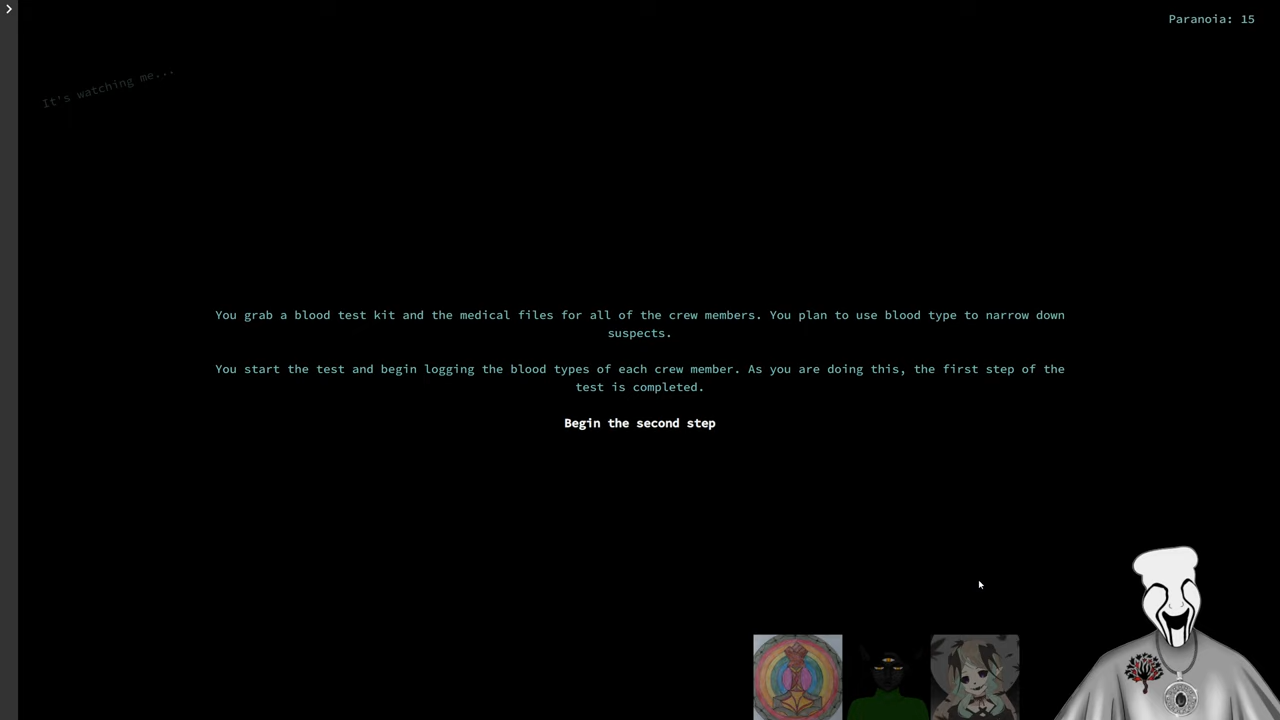 Paranoia: 15
It's watching me...
You grab a blood test kit and the medical files for all of the crew members. You plan to use blood type to narrow down
suspects.
You start the test and begin logging the blood types of each crew member. As you are doing this, the first step of the
test is completed.
Begin the second step